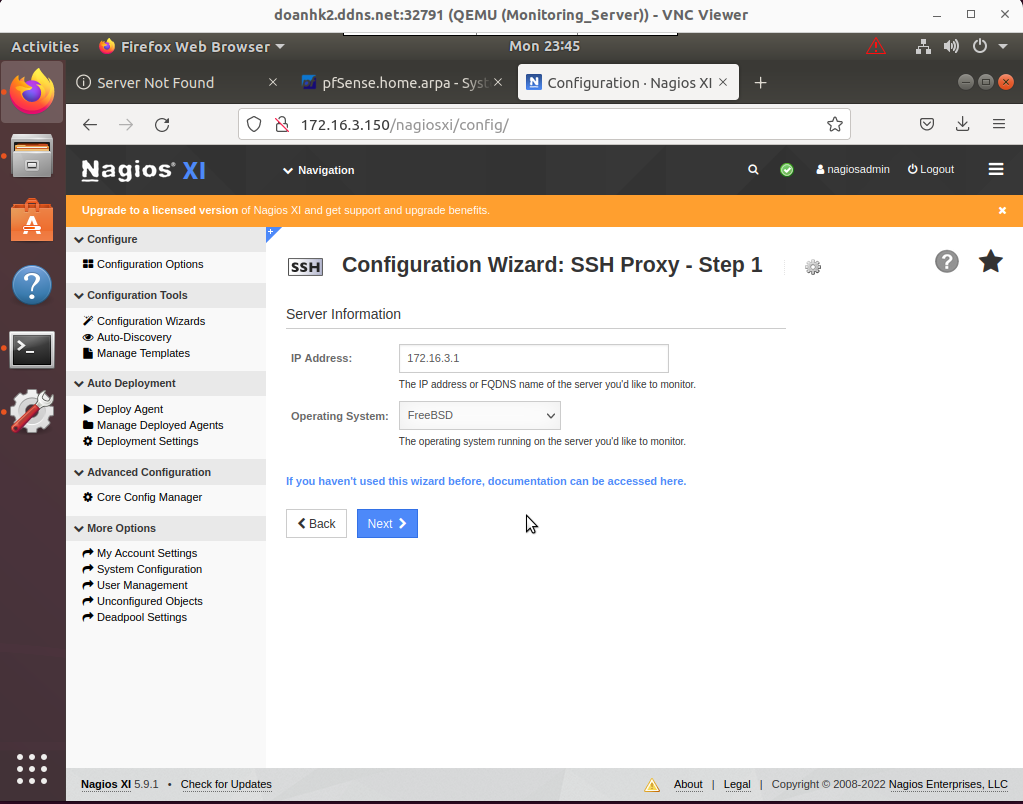 doanhk2.ddns.net:32791 (QEMU (Monitoring_Server)) - VNC Viewer
Activities Firefox Web Browser Mon 23:45
Server Not Found pfSense.home.arpa - Syst Configuration · Nagios XI
172.16.3.150/nagiosxi/config/
Nagios® XI Navigation nagiosadmin Logout
Upgrade to a licensed version of Nagios XI and get support and upgrade benefits.
Configure
Configuration Options
Configuration Tools
Configuration Wizards
Auto-Discovery
Manage Templates
Auto Deployment
Deploy Agent
Manage Deployed Agents
Deployment Settings
Advanced Configuration
Core Config Manager
More Options
My Account Settings
System Configuration
User Management
Unconfigured Objects
Deadpool Settings
SSH Configuration Wizard: SSH Proxy - Step 1
Server Information
IP Address: 172.16.3.1
The IP address or FQDNS name of the server you'd like to monitor.
Operating System: FreeBSD
The operating system running on the server you'd like to monitor.
If you haven't used this wizard before, documentation can be accessed here.
Back Next
Nagios XI 5.9.1 • Check for Updates About | Legal | Copyright © 2008-2022 Nagios Enterprises, LLC